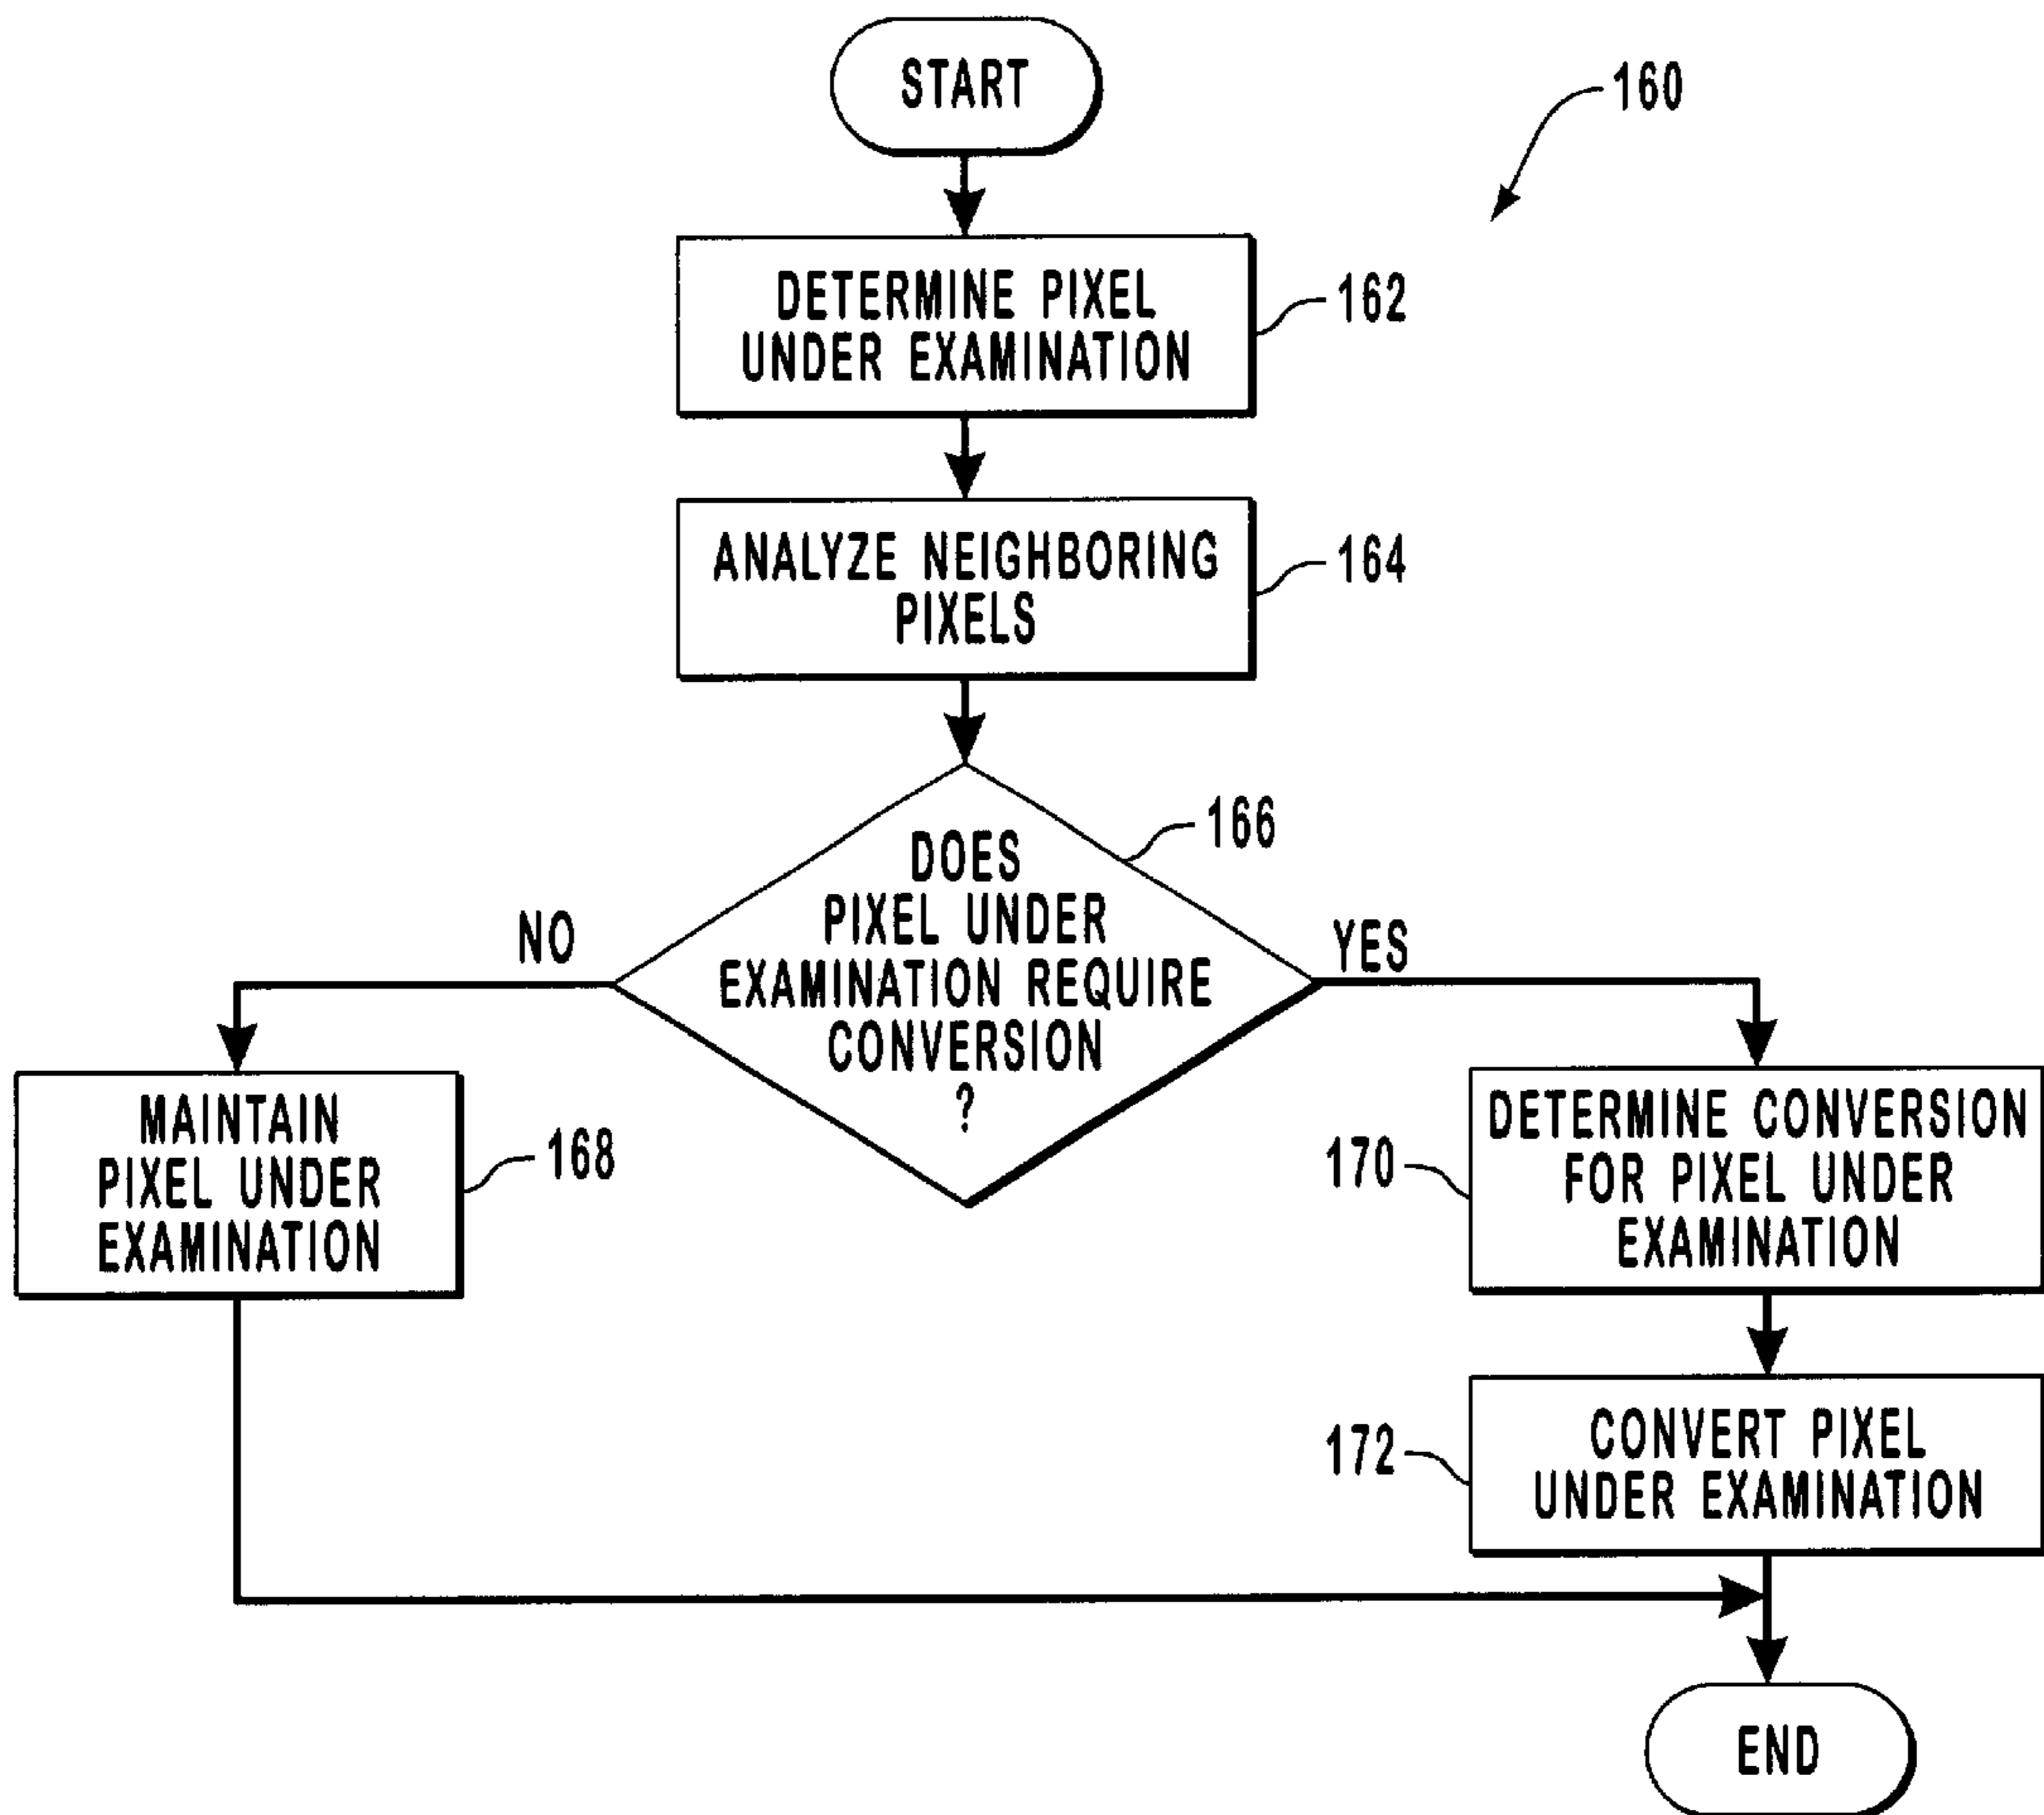 START
160
DETERMINE PIXEL
UNDER EXAMINATION
162
ANALYZE NEIGHBORING
PIXELS
164
DOES
PIXEL UNDER
EXAMINATION REQUIRE
CONVERSION
?
166
NO
YES
MAINTAIN
PIXEL UNDER
EXAMINATION
168
DETERMINE CONVERSION
FOR PIXEL UNDER
EXAMINATION
170
CONVERT PIXEL
UNDER EXAMINATION
172
END